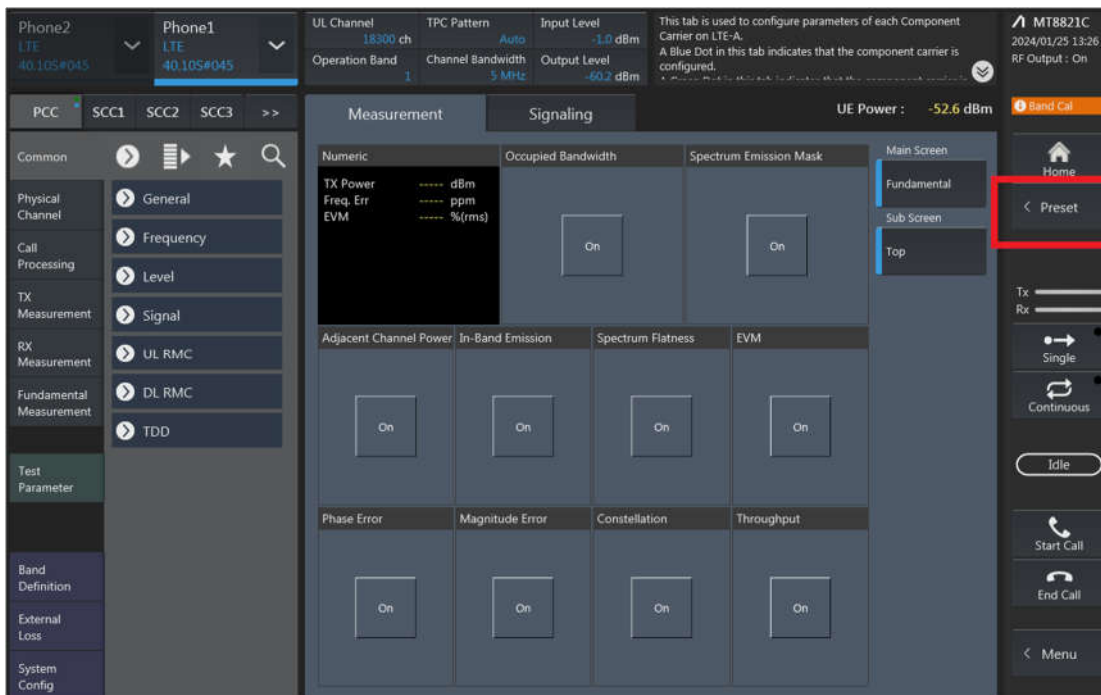 Phone2
LTE
40.10S#045
Phone1
LTE
40.10S#045
UL Channel
18300 ch
TPC Pattern
Auto
Input Level
-1.0 dBm
Operation Band
1
Channel Bandwidth
5 MHz
Output Level
-60.2 dBm
This tab is used to configure parameters of each Component
Carrier on LTE-A.
A Blue Dot in this tab indicates that the component carrier is
configured.
MT8821C
2024/01/25 13:26
RF Output : On
PCC
SCC1
SCC2
SCC3
>>
Measurement
Signaling
UE Power : -52.6 dBm
Band Cal
Common
Physical
Channel
Call
Processing
TX
Measurement
RX
Measurement
Fundamental
Measurement
Test
Parameter
Band
Definition
External
Loss
System
Config
General
Frequency
Level
Signal
UL RMC
DL RMC
TDD
Numeric
TX Power ----- dBm
Freq. Err ----- ppm
EVM ----- %(rms)
Occupied Bandwidth
On
Spectrum Emission Mask
On
Adjacent Channel Power
On
In-Band Emission
On
Spectrum Flatness
On
EVM
On
Phase Error
On
Magnitude Error
On
Constellation
On
Throughput
On
Main Screen
Fundamental
Sub Screen
Top
Home
< Preset
Tx
Rx
Single
Continuous
Idle
Start Call
End Call
< Menu